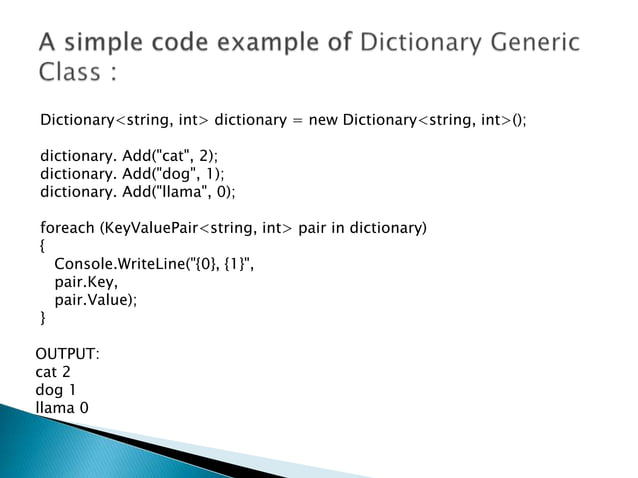 A simple code example of Dictionary Generic
Class :
Dictionary<string, int> dictionary = new Dictionary<string, int>();
dictionary. Add("cat", 2);
dictionary. Add("dog", 1);
dictionary. Add("llama", 0);
foreach (KeyValuePair<string, int> pair in dictionary)
{
Console.WriteLine("{0}, {1}",
pair.Key,
pair.Value);
}
OUTPUT:
cat 2
dog 1
llama 0